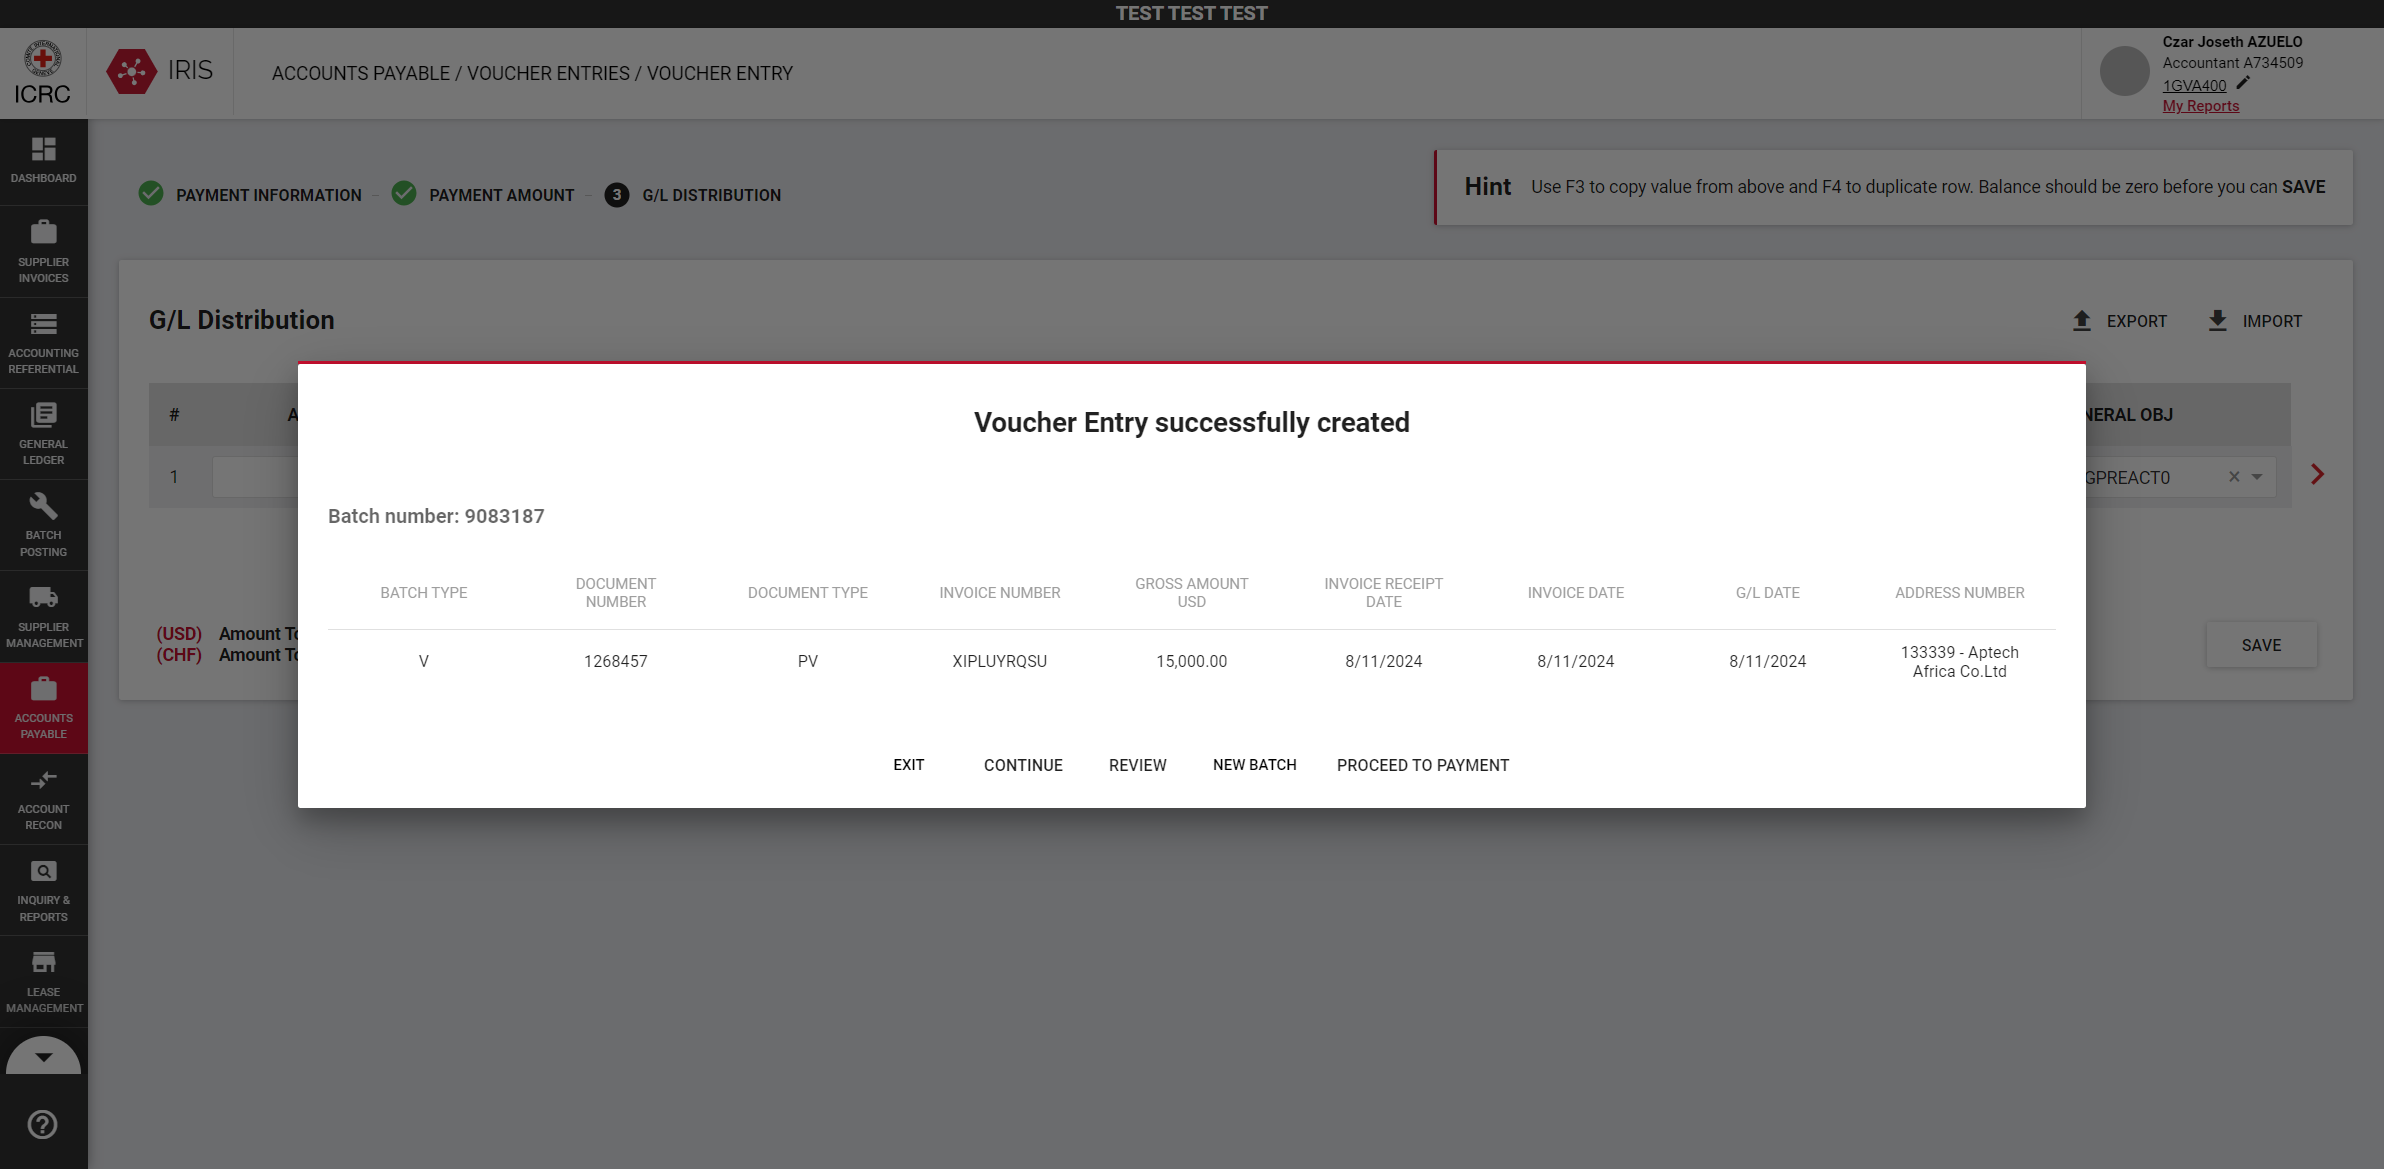 TEST TEST TEST
ICRC
IRIS
ACCOUNTS PAYABLE / VOUCHER ENTRIES / VOUCHER ENTRY
Czar Joseth AZUELO
Accountant A734509
1GVA400
My Reports
DASHBOARD
SUPPLIER
INVOICES
ACCOUNTING
REFERENTIAL
GENERAL
LEDGER
BATCH
POSTING
SUPPLIER
MANAGEMENT
ACCOUNTS
PAYABLE
ACCOUNT
RECON
INQUIRY &
REPORTS
LEASE
MANAGEMENT
PAYMENT INFORMATION
PAYMENT AMOUNT
3 G/L DISTRIBUTION
Hint Use F3 to copy value from above and F4 to duplicate row. Balance should be zero before you can SAVE
G/L Distribution
EXPORT
IMPORT
# A
NERAL OBJ
1
GPREACT0
(USD) Amount To
(CHF) Amount To
SAVE
Voucher Entry successfully created
Batch number: 9083187
BATCH TYPE
DOCUMENT
NUMBER
DOCUMENT TYPE
INVOICE NUMBER
GROSS AMOUNT
USD
INVOICE RECEIPT
DATE
INVOICE DATE
G/L DATE
ADDRESS NUMBER
V
1268457
PV
XIPLUYRQSU
15,000.00
8/11/2024
8/11/2024
8/11/2024
133339 - Aptech
Africa Co.Ltd
EXIT
CONTINUE
REVIEW
NEW BATCH
PROCEED TO PAYMENT